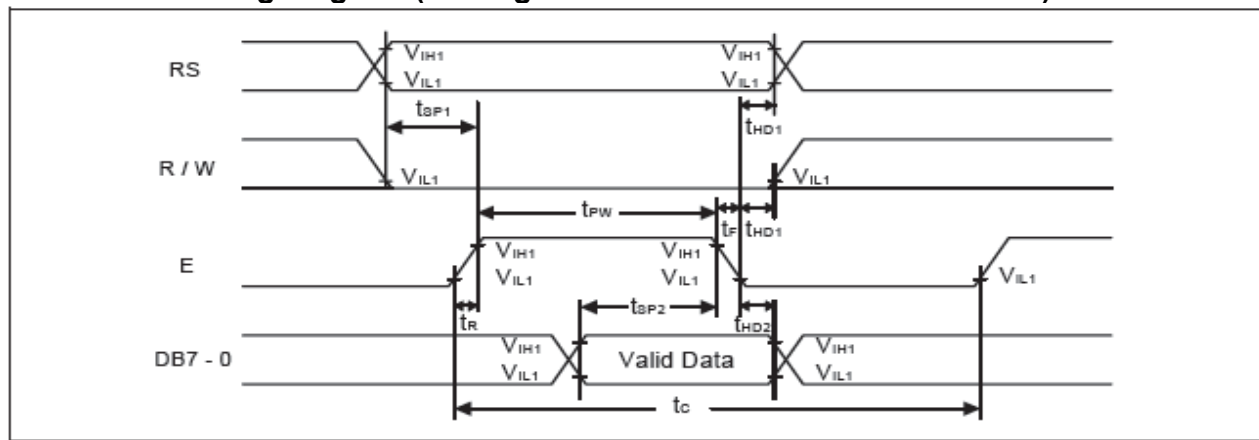 RS
VIH1
VIL1
VIH1
VIL1
tSP1
tHD1
R / W
VIL1
VIL1
tPW
tF
tHD1
E
VIH1
VIL1
VIH1
VIL1
VIL1
tR
tSP2
tHD2
DB7 - 0
VIH1
VIL1
Valid Data
VIH1
VIL1
tC